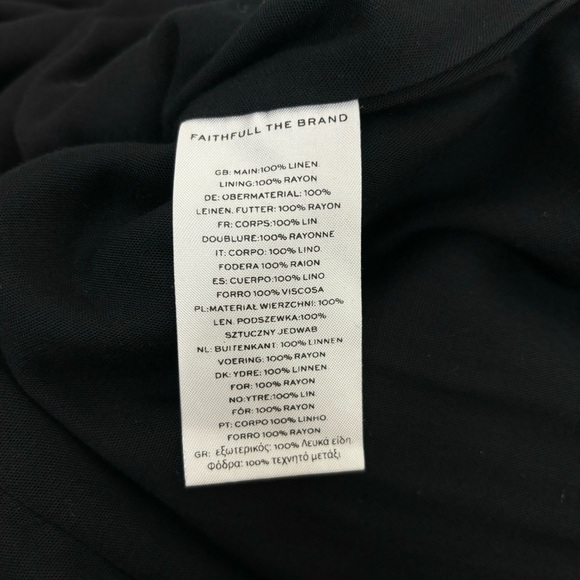 FAITHFULL THE BRAND
GB: MAIN:100% LINEN.
LINING:100% RAYON
DE: OBERMATERIAL: 100%
LEINEN. FUTTER: 100% RAYON
FR: CORPS:100% LIN
DOUBLURE:100% RAYONNE
IT: CORPO: 100% LINO.
FODERA 100% RAION
ES: CUERPO:100% LINO
FORRO 100% VISCOSA
PL:MATERIAŁ WIERZCHNI: 100%
LEN. PODSZEWKA:100%
SZTUCZNY JEDWAB
NL: BUITENKANT: 100% LINNEN
VOERING: 100% RAYON
DK: YDRE: 100% LINNEN
FOR: 100% RAYON
NO:YTRE:100% LIN
FÔR: 100% RAYON
PT: CORPO 100% LINHO.
FORRO 100% RAYON
GR: εξωτερικός: 100% Λευκά είδη.
Φόδρα: 100% τεχνητό μετάξι